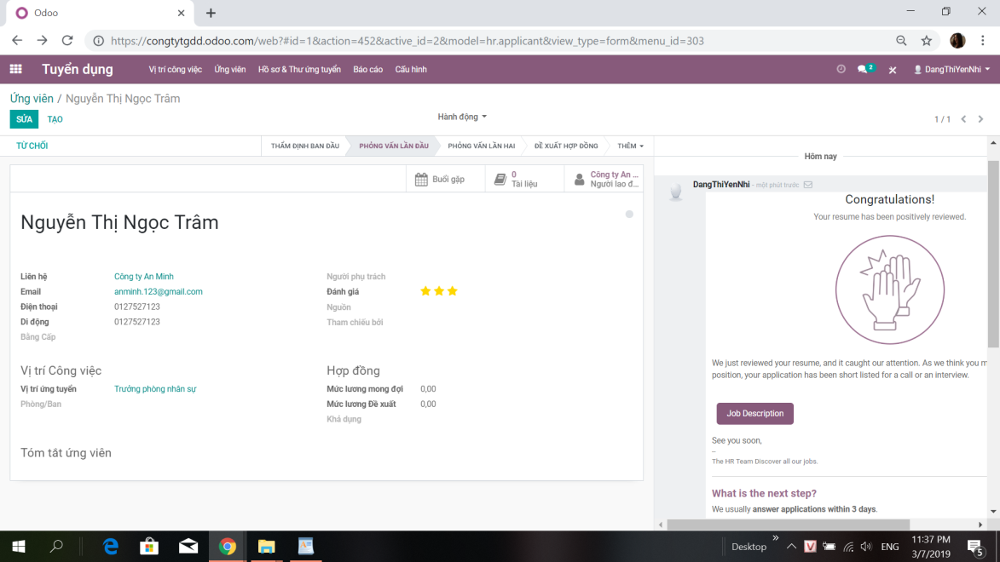 Odoo
https://congtytgdd.odoo.com/web?#id=1&action=452&active_id=2&model=hr.applicant&view_type=form&menu_id=303
Tuyển dụng
Vị trí công việc Ứng viên Hồ sơ & Thư ứng tuyển Báo cáo Cấu hình
2
DangThiYenNhi
Ứng viên / Nguyễn Thị Ngọc Trâm
SỬA TẠO
Hành động
1 / 1
TỪ CHỐI
THẨM ĐỊNH BAN ĐẦU PHỎNG VẤN LẦN ĐẦU PHỎNG VẤN LẦN HAI ĐỀ XUẤT HỢP ĐỒNG THÊM
Buổi gặp
0
Tài liệu
Công ty An ...
Người lao đ...
Nguyễn Thị Ngọc Trâm
Liên hệ Công ty An Minh
Email anminh.123@gmail.com
Điện thoại 0127527123
Di động 0127527123
Bằng Cấp
Người phụ trách
Đánh giá
Nguồn
Tham chiếu bởi
Vị trí Công việc
Vị trí ứng tuyển Trưởng phòng nhân sự
Phòng/Ban
Hợp đồng
Mức lương mong đợi 0,00
Mức lương Đề xuất 0,00
Khả dụng
Tóm tắt ứng viên
Hôm nay
DangThiYenNhi - một phút trước
Congratulations!
Your resume has been positively reviewed.
We just reviewed your resume, and it caught our attention. As we think you m
position, your application has been short listed for a call or an interview.
Job Description
See you soon,
--
The HR Team Discover all our jobs.
What is the next step?
We usually answer applications within 3 days.
Desktop
ENG
11:37 PM
3/7/2019
5